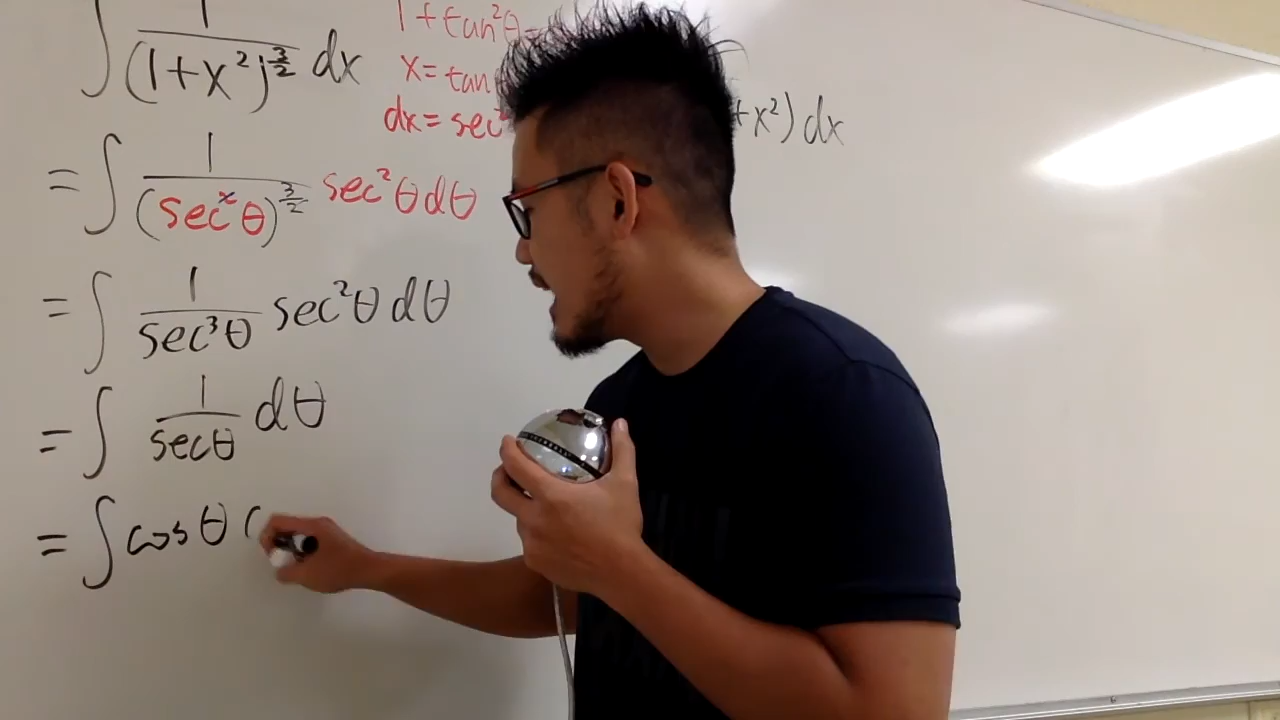 ∫ 1/(1+x²)^(3/2) dx
1 + tan²θ =
x = tan
dx = sec²
+x²) dx
= ∫ 1/(sec²θ)^(3/2) sec²θ dθ
= ∫ 1/sec³θ sec²θ dθ
= ∫ 1/secθ dθ
= ∫ cosθ